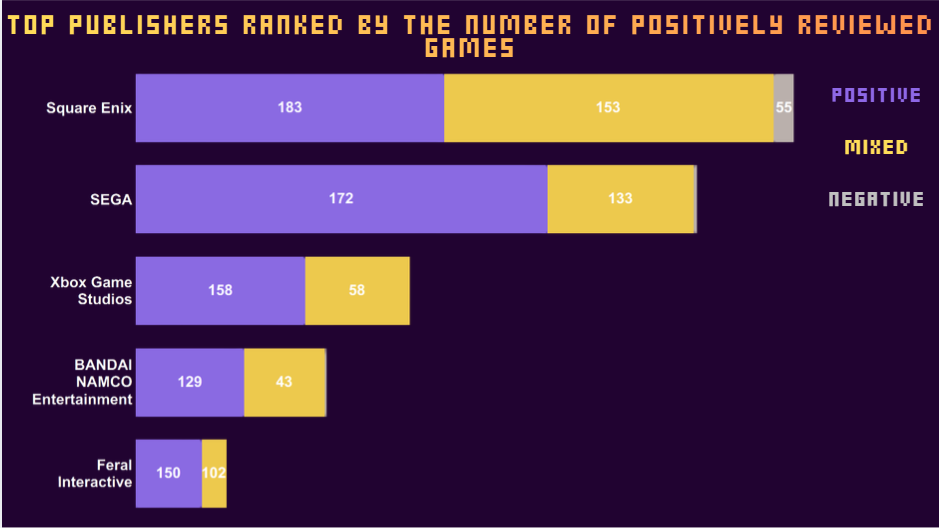 TOP PUBLISHERS RANKED BY THE NUMBER OF POSITIVELY REVIEWED
GAMES
Square Enix 183 153 55
POSITIVE
MIXED
SEGA 172 133
NEGATIVE
Xbox Game
Studios
158 58
BANDAI
NAMCO
Entertainment
129 43
Feral
Interactive
150 102